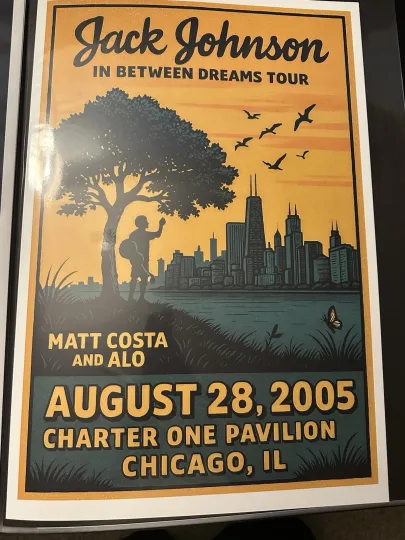 Jack Johnson
IN BETWEEN DREAMS TOUR
MATT COSTA
AND ALO
AUGUST 28, 2005
CHARTER ONE PAVILION
CHICAGO, IL